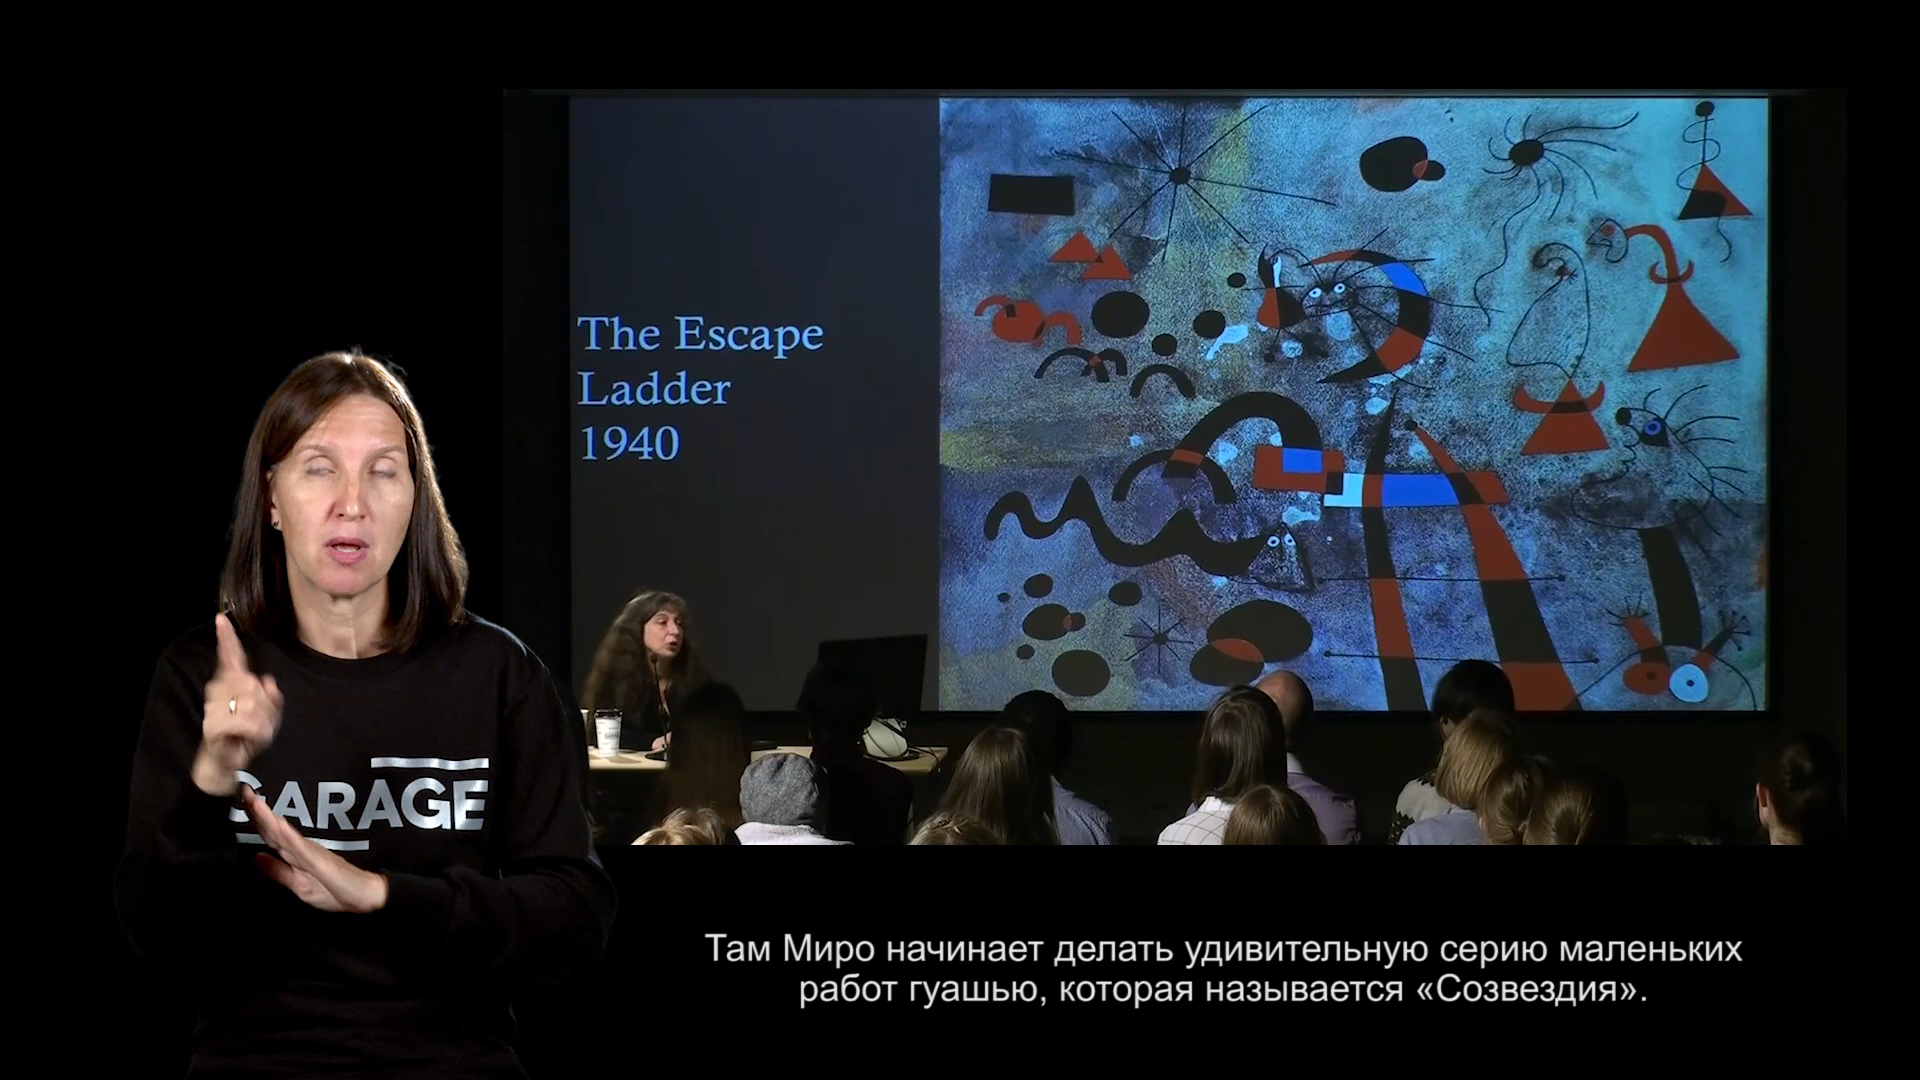 The Escape
Ladder
1940
GARAGE
Там Миро начинает делать удивительную серию маленьких
работ гуашью, которая называется «Созвездия».